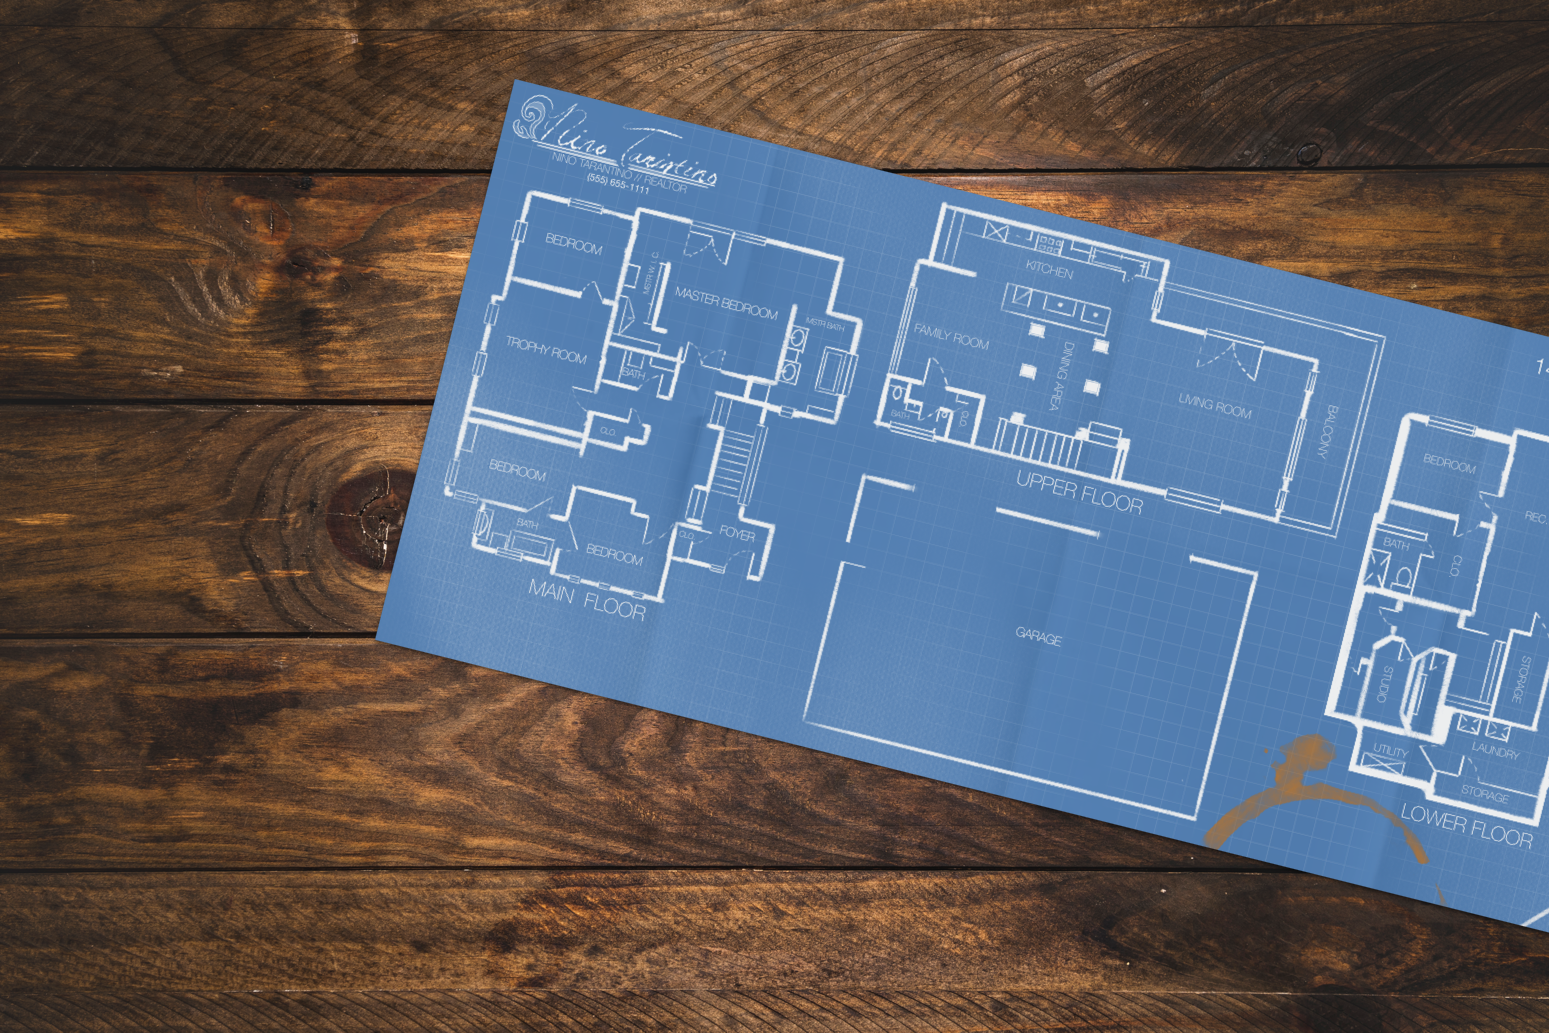 Nino Tarantino
NINO TARANTINO // REALTOR
(555) 655-1111
BEDROOM
MSTR W.I.C
MASTER BEDROOM
MSTR BATH
TROPHY ROOM
BATH
CLO.
BEDROOM
BATH
BEDROOM
CLO.
FOYER
MAIN FLOOR
KITCHEN
FAMILY ROOM
DINING AREA
LIVING ROOM
BALCONY
BATH
CLO.
UPPER FLOOR
GARAGE
14
BEDROOM
REC.
BATH
CLO.
STUDIO
STORAGE
UTILITY
LAUNDRY
STORAGE
LOWER FLOOR